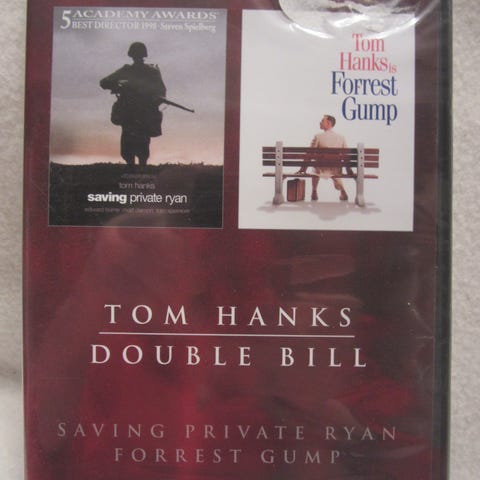 5 ACADEMY AWARDS
BEST DIRECTOR 1998 - Steven Spielberg
tom hanks
saving private ryan
edward burns matt damon tom sizemore
Tom
Hanks is
Forrest
Gump
TOM HANKS
DOUBLE BILL
SAVING PRIVATE RYAN
FORREST GUMP